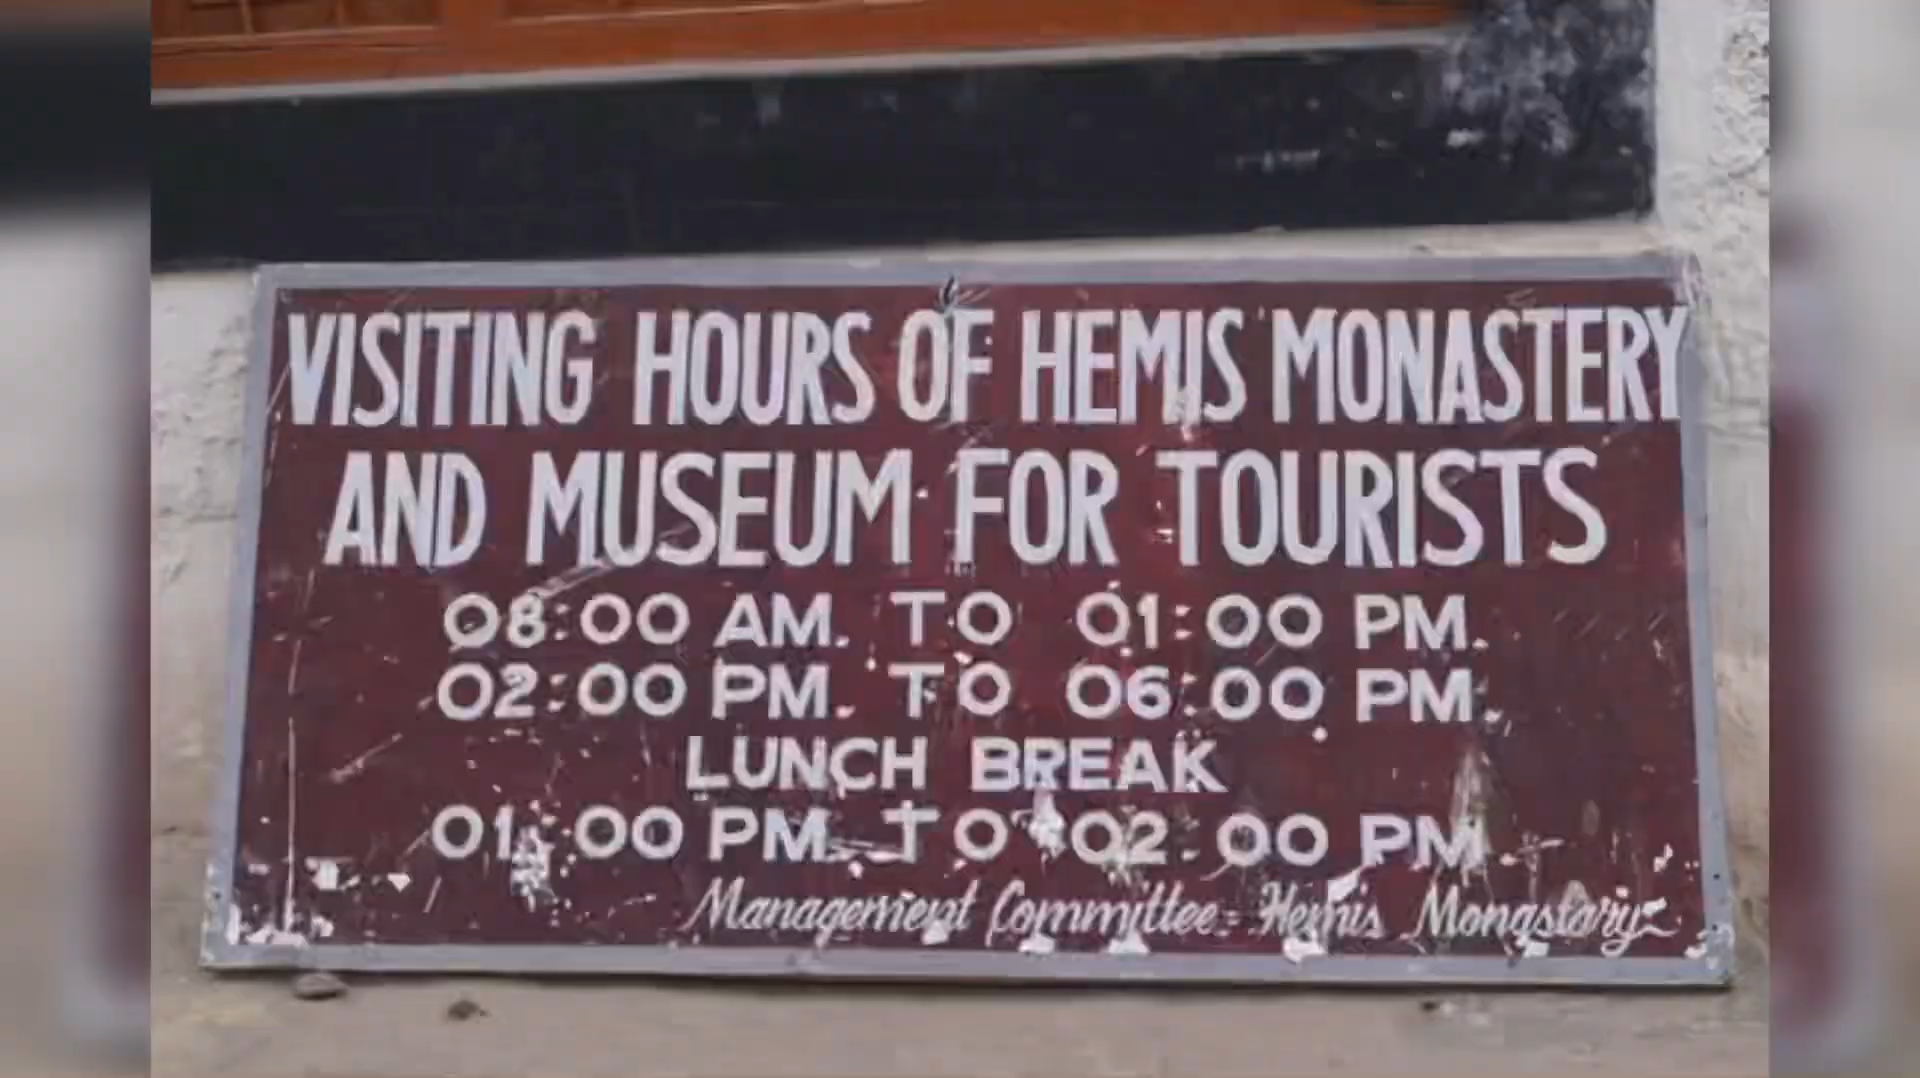 VISITING HOURS OF HEMIS MONASTERY
AND MUSEUM FOR TOURISTS
08:00 AM. TO 01:00 PM.
02:00 PM. TO 06:00 PM.
LUNCH BREAK
01:00 PM. TO 02:00 PM.
Management Committee- Hemis Monastary